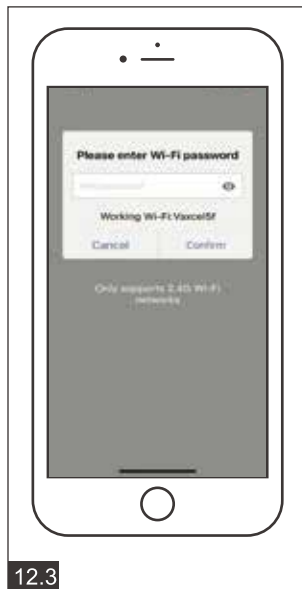 Please enter Wi-Fi password
Working Wi-Fi:Vaxcel5f
Cancel Confirm
Only supports 2.4G Wi-Fi
networks
12.3